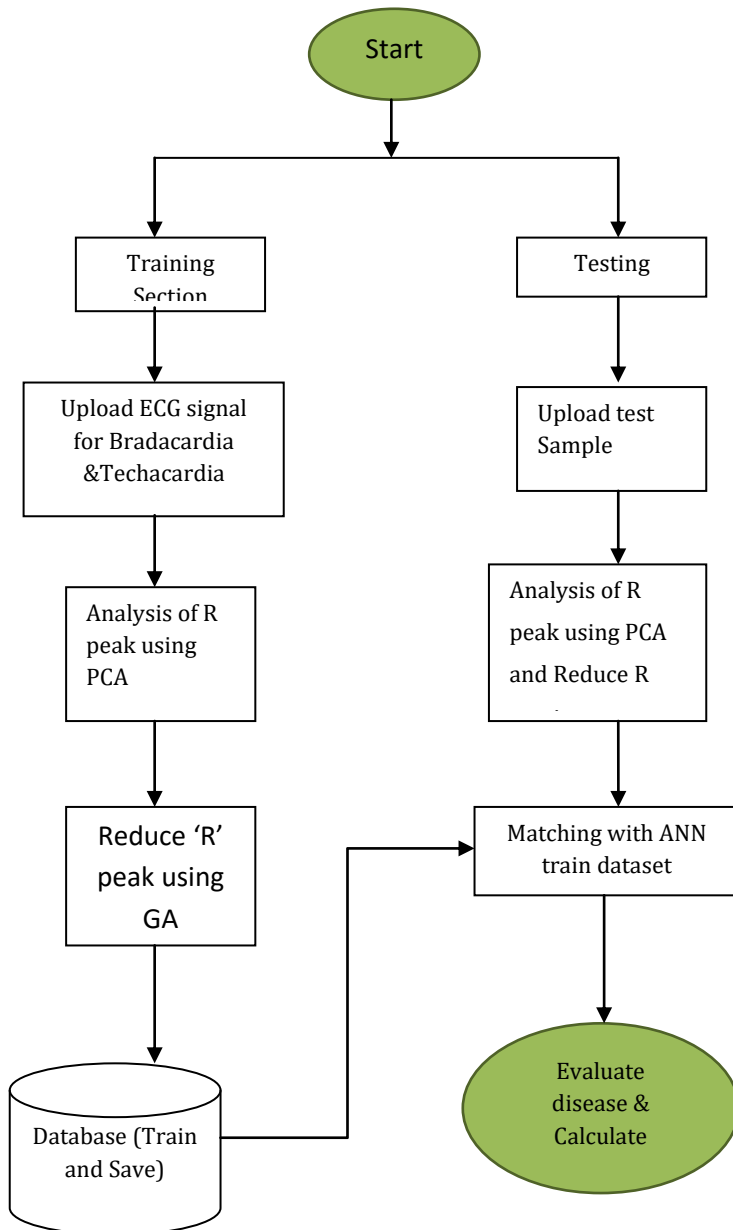 Start
Training
Section
Testing
Upload ECG signal
for Bradacardia
&Techacardia
Upload test
Sample
Analysis of R
peak using
PCA
Analysis of R
peak using PCA
and Reduce R
Reduce ‘R’
peak using
GA
Matching with ANN
train dataset
Database (Train
and Save)
Evaluate
disease &
Calculate